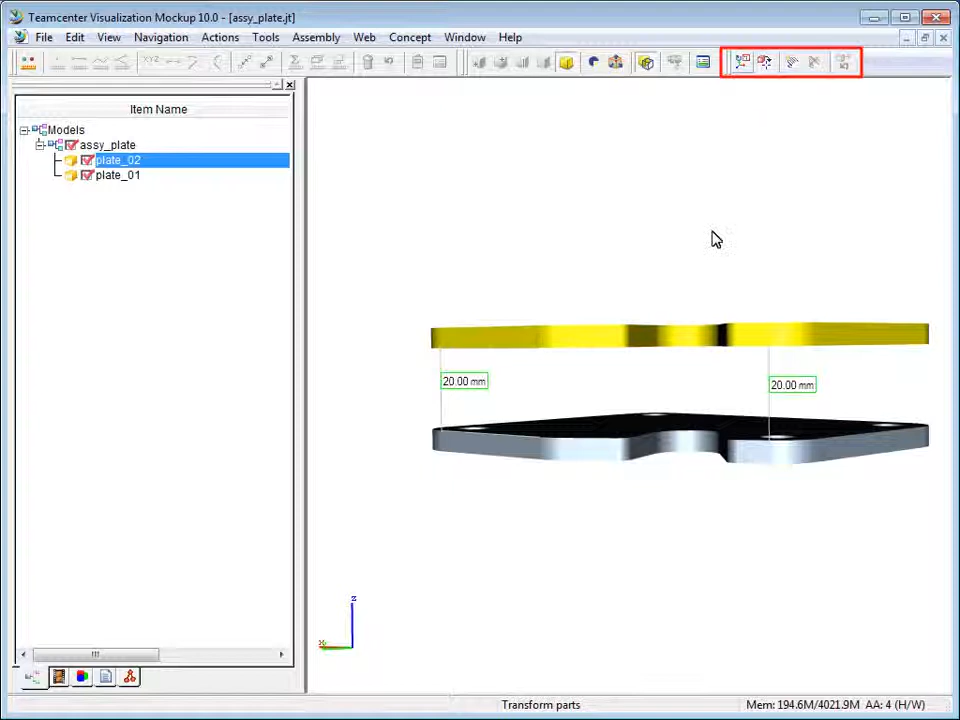 Teamcenter Visualization Mockup 10.0 - [assy_plate.jt]
File Edit View Navigation Actions Tools Assembly Web Concept Window Help
Item Name
Models
assy_plate
plate_02
plate_01
20.00 mm
20.00 mm
z
Transform parts
Mem: 194.6M/4021.9M AA: 4 (H/W)